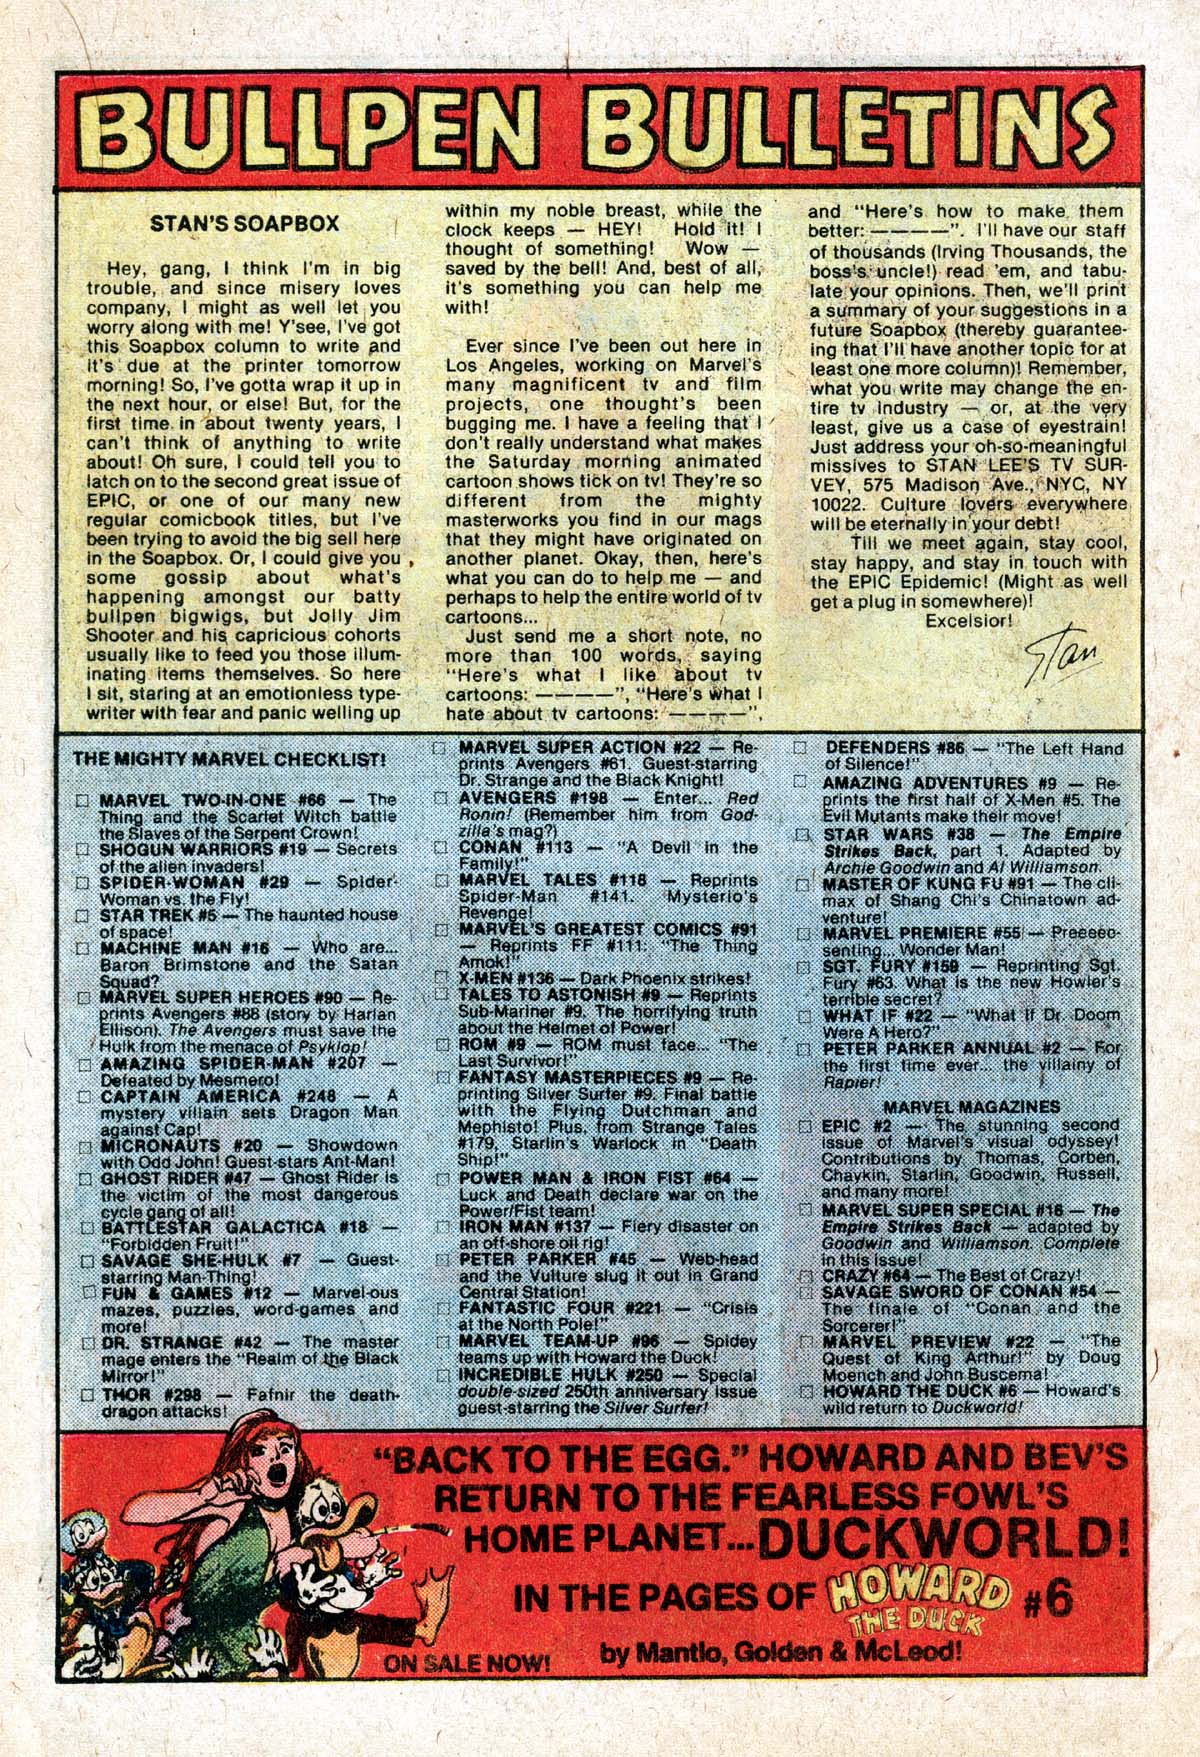 BULLPEN BULLETINS
STAN'S SOAPBOX
Hey, gang, I think I'm in big
trouble, and since misery loves
company, I might as well let you
worry along with me! Y'see, I've got
this Soapbox column to write and
it's due at the printer tomorrow
morning! So, I've gotta wrap it up in
the next hour, or else! But, for the
first time in about twenty years, I
can't think of anything to write
about! Oh sure, I could tell you to
latch on to the second great issue of
EPIC, or one of our many new
regular comicbook titles, but I've
been trying to avoid the big sell here
in the Soapbox. Or, I could give you
some gossip about what's
happening amongst our batty
bullpen bigwigs, but Jolly Jim
Shooter and his capricious cohorts
usually like to feed you those illum-
inating items themselves. So here
I sit, staring at an emotionless type-
writer with fear and panic welling up
within my noble breast, while the
clock keeps — HEY! Hold it! I
thought of something! Wow —
saved by the bell! And, best of all,
it's something you can help me
with!
Ever since I've been out here in
Los Angeles, working on Marvel's
many magnificent tv and film
projects, one thought's been
bugging me. I have a feeling that I
don't really understand what makes
the Saturday morning animated
cartoon shows tick on tv! They're so
different from the mighty
masterworks you find in our mags
that they might have originated on
another planet. Okay, then, here's
what you can do to help me — and
perhaps to help the entire world of tv
cartoons...
Just send me a short note, no
more than 100 words, saying
"Here's what I like about tv
cartoons: ————", "Here's what I
hate about tv cartoons: ————",
and "Here's how to make them
better: ————". I'll have our staff
of thousands (Irving Thousands, the
boss's uncle!) read 'em, and tabu-
late your opinions. Then, we'll print
a summary of your suggestions in a
future Soapbox (thereby guarantee-
ing that I'll have another topic for at
least one more column)! Remember,
what you write may change the en-
tire tv industry — or, at the very
least, give us a case of eyestrain!
Just address your oh-so-meaningful
missives to STAN LEE'S TV SUR-
VEY, 575 Madison Ave., NYC, NY
10022. Culture lovers everywhere
will be eternally in your debt!
Till we meet again, stay cool,
stay happy, and stay in touch with
the EPIC Epidemic! (Might as well
get a plug in somewhere)!
Excelsior!
Stan
THE MIGHTY MARVEL CHECKLIST!
☐ MARVEL TWO-IN-ONE #66 — The
Thing and the Scarlet Witch battle
the Slaves of the Serpent Crown!
☐ SHOGUN WARRIORS #19 — Secrets
of the alien invaders!
☐ SPIDER-WOMAN #29 — Spider-
Woman vs. the Fly!
☐ STAR TREK #5 — The haunted house
of space!
☐ MACHINE MAN #16 — Who are...
Baron Brimstone and the Satan
Squad?
☐ MARVEL SUPER HEROES #90 — Re-
prints Avengers #88 (story by Harlan
Ellison). The Avengers must save the
Hulk from the menace of Psyklop!
☐ AMAZING SPIDER-MAN #207 —
Defeated by Mesmero!
☐ CAPTAIN AMERICA #248 — A
mystery villain sets Dragon Man
against Cap!
☐ MICRONAUTS #20 — Showdown
with Odd John! Guest-stars Ant-Man!
☐ GHOST RIDER #47 — Ghost Rider is
the victim of the most dangerous
cycle gang of all!
☐ BATTLESTAR GALACTICA #18 —
"Forbidden Fruit!"
☐ SAVAGE SHE-HULK #7 — Guest-
starring Man-Thing!
☐ FUN & GAMES #12 — Marvel-ous
mazes, puzzles, word-games and
more!
☐ DR. STRANGE #42 — The master
mage enters the "Realm of the Black
Mirror!"
☐ THOR #298 — Fafnir the death-
dragon attacks!
☐ MARVEL SUPER ACTION #22 — Re-
prints Avengers #61. Guest-starring
Dr. Strange and the Black Knight!
☐ AVENGERS #198 — Enter... Red
Ronin! (Remember him from God-
zilla's mag?)
☐ CONAN #113 — "A Devil in the
Family!"
☐ MARVEL TALES #118 — Reprints
Spider-Man #141. Mysterio's
Revenge!
☐ MARVEL'S GREATEST COMICS #91
— Reprints FF #111: "The Thing
Amok!"
☐ X-MEN #136 — Dark Phoenix strikes!
☐ TALES TO ASTONISH #9 — Reprints
Sub-Mariner #9. The horrifying truth
about the Helmet of Power!
☐ ROM #9 — ROM must face... "The
Last Survivor!"
☐ FANTASY MASTERPIECES #9 — Re-
printing Silver Surfer #9. Final battle
with the Flying Dutchman and
Mephisto! Plus, from Strange Tales
#179, Starlin's Warlock in "Death
Ship!"
☐ POWER MAN & IRON FIST #64 —
Luck and Death declare war on the
Power/Fist team!
☐ IRON MAN #137 — Fiery disaster on
an off-shore oil rig!
☐ PETER PARKER #45 — Web-head
and the Vulture slug it out in Grand
Central Station!
☐ FANTASTIC FOUR #221 — "Crisis
at the North Pole!"
☐ MARVEL TEAM-UP #96 — Spidey
teams up with Howard the Duck!
☐ INCREDIBLE HULK #250 — Special
double-sized 250th anniversary issue
guest-starring the Silver Surfer!
☐ DEFENDERS #86 — "The Left Hand
of Silence!"
☐ AMAZING ADVENTURES #9 — Re-
prints the first half of X-Men #5. The
Evil Mutants make their move!
☐ STAR WARS #38 — The Empire
Strikes Back, part 1. Adapted by
Archie Goodwin and Al Williamson.
☐ MASTER OF KUNG FU #91 — The cli-
max of Shang Chi's Chinatown ad-
venture!
☐ MARVEL PREMIERE #55 — Preeeee-
senting... Wonder Man!
☐ SGT. FURY #159 — Reprinting Sgt.
Fury #63. What is the new Howler's
terrible secret?
☐ WHAT IF #22 — "What If Dr. Doom
Were A Hero?"
☐ PETER PARKER ANNUAL #2 — For
the first time ever... the villainy of
Rapier!
MARVEL MAGAZINES
☐ EPIC #2 — The stunning second
issue of Marvel's visual odyssey!
Contributions by Thomas, Corben,
Chaykin, Starlin, Goodwin, Russell,
and many more!
☐ MARVEL SUPER SPECIAL #16 — The
Empire Strikes Back — adapted by
Goodwin and Williamson. Complete
in this issue!
☐ CRAZY #64 — The Best of Crazy!
☐ SAVAGE SWORD OF CONAN #54 —
The finale of "Conan and the
Sorcerer!"
☐ MARVEL PREVIEW #22 — "The
Quest of King Arthur!" by Doug
Moench and John Buscema!
☐ HOWARD THE DUCK #6 — Howard's
wild return to Duckworld!
"BACK TO THE EGG." HOWARD AND BEV'S
RETURN TO THE FEARLESS FOWL'S
HOME PLANET...DUCKWORLD!
IN THE PAGES OF HOWARD THE DUCK #6
ON SALE NOW! by Mantlo, Golden & McLeod!